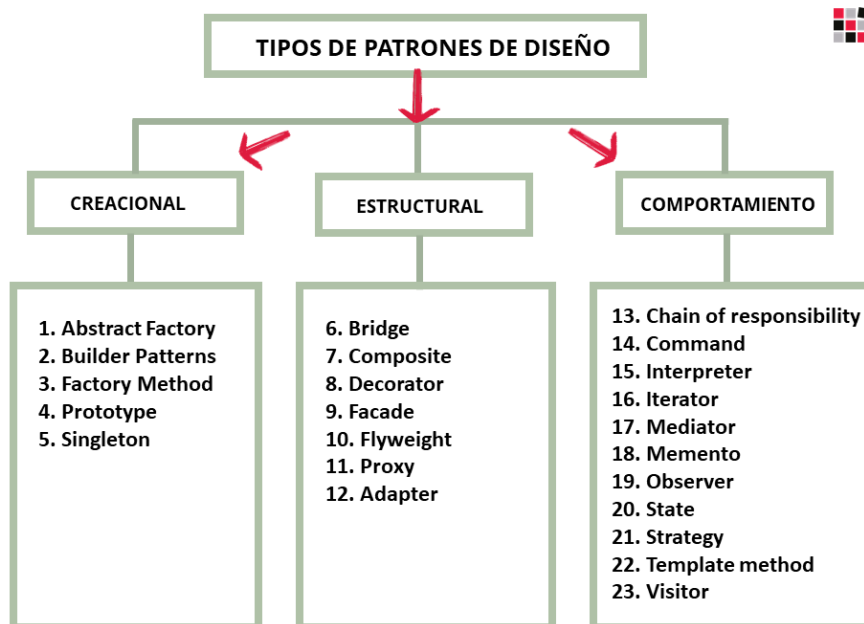 TIPOS DE PATRONES DE DISEÑO
CREACIONAL
ESTRUCTURAL
COMPORTAMIENTO
1. Abstract Factory
2. Builder Patterns
3. Factory Method
4. Prototype
5. Singleton
6. Bridge
7. Composite
8. Decorator
9. Facade
10. Flyweight
11. Proxy
12. Adapter
13. Chain of responsibility
14. Command
15. Interpreter
16. Iterator
17. Mediator
18. Memento
19. Observer
20. State
21. Strategy
22. Template method
23. Visitor